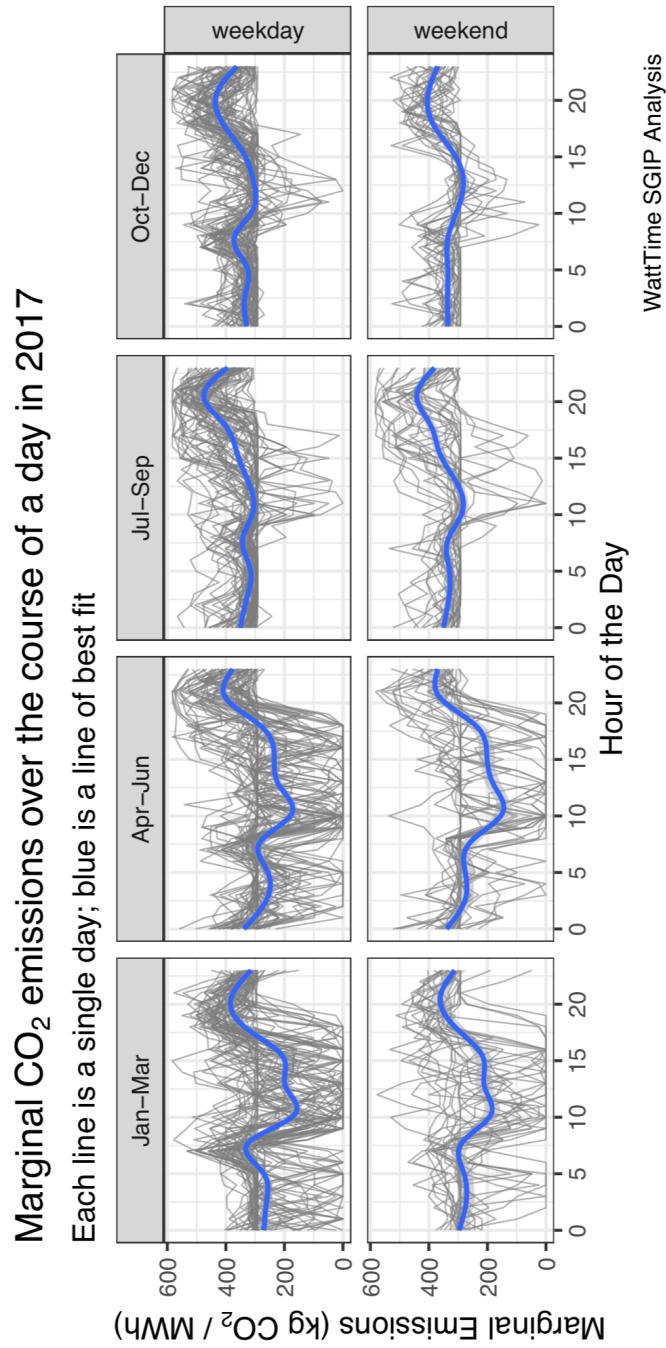 Marginal CO₂ emissions over the course of a day in 2017
Each line is a single day; blue is a line of best fit
Jan−Mar
Apr−Jun
Jul−Sep
Oct−Dec
weekday
weekend
600
400
200
0
600
400
200
0
Marginal Emissions (kg CO₂ / MWh)
0 5 10 15 20
0 5 10 15 20
0 5 10 15 20
0 5 10 15 20
Hour of the Day
WattTime SGIP Analysis